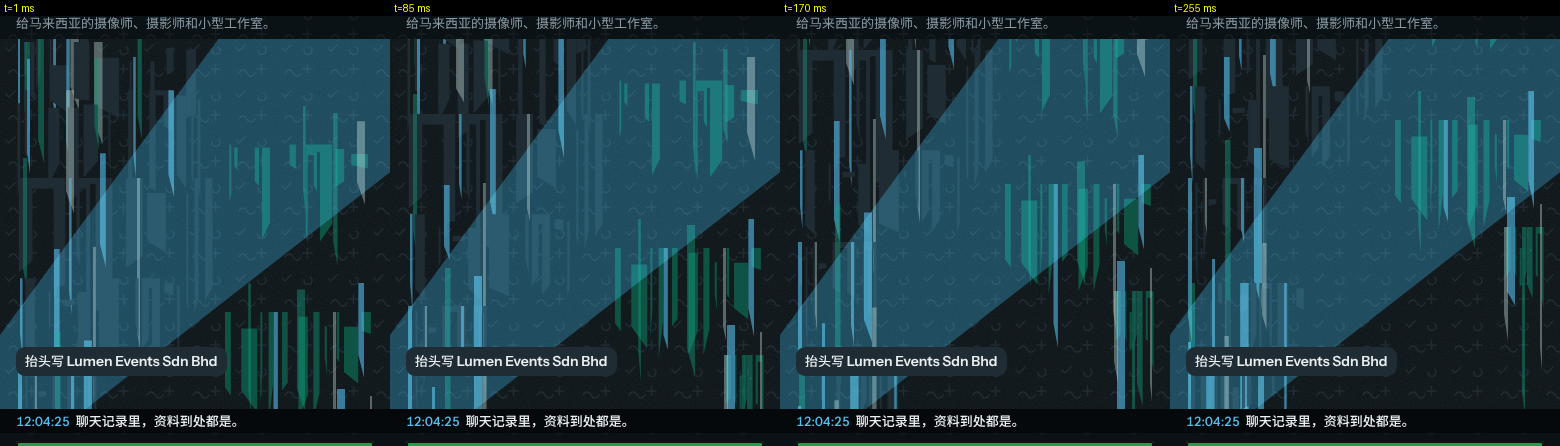 t=1 ms t=85 ms t=170 ms t=255 ms
给马来西亚的摄像师、摄影师和小型工作室。 给马来西亚的摄像师、摄影师和小型工作室。 给马来西亚的摄像师、摄影师和小型工作室。 给马来西亚的摄像师、摄影师和小型工作室。
抬头写 Lumen Events Sdn Bhd 抬头写 Lumen Events Sdn Bhd 抬头写 Lumen Events Sdn Bhd 抬头写 Lumen Events Sdn Bhd
12:04:25 聊天记录里，资料到处都是。 12:04:25 聊天记录里，资料到处都是。 12:04:25 聊天记录里，资料到处都是。 12:04:25 聊天记录里，资料到处都是。